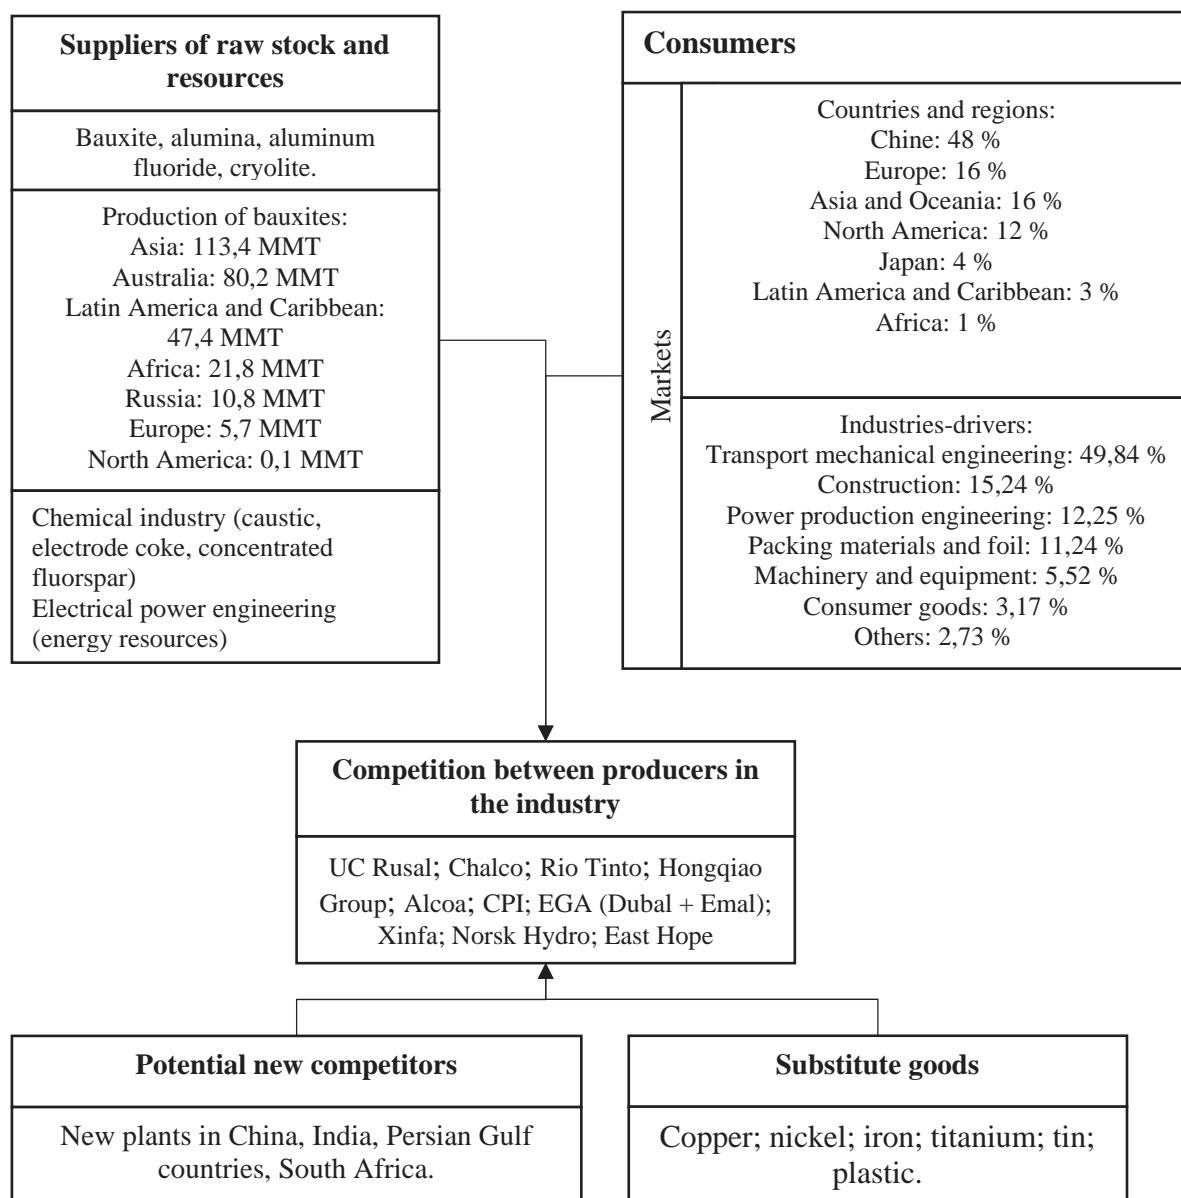 Suppliers of raw stock and
resources
Bauxite, alumina, aluminum
fluoride, cryolite.
Production of bauxites:
Asia: 113,4 MMT
Australia: 80,2 MMT
Latin America and Caribbean:
47,4 MMT
Africa: 21,8 MMT
Russia: 10,8 MMT
Europe: 5,7 MMT
North America: 0,1 MMT
Chemical industry (caustic,
electrode coke, concentrated
fluorspar)
Electrical power engineering
(energy resources)
Consumers
Markets
Countries and regions:
Chine: 48 %
Europe: 16 %
Asia and Oceania: 16 %
North America: 12 %
Japan: 4 %
Latin America and Caribbean: 3 %
Africa: 1 %
Industries-drivers:
Transport mechanical engineering: 49,84 %
Construction: 15,24 %
Power production engineering: 12,25 %
Packing materials and foil: 11,24 %
Machinery and equipment: 5,52 %
Consumer goods: 3,17 %
Others: 2,73 %
Competition between producers in
the industry
UC Rusal; Chalco; Rio Tinto; Hongqiao
Group; Alcoa; CPI; EGA (Dubal + Emal);
Xinfa; Norsk Hydro; East Hope
Potential new competitors
New plants in China, India, Persian Gulf
countries, South Africa.
Substitute goods
Copper; nickel; iron; titanium; tin;
plastic.